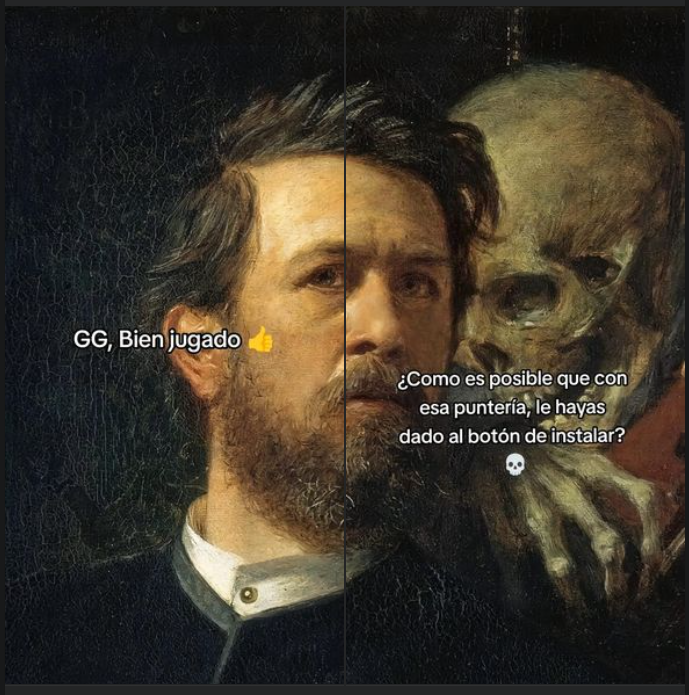 GG, Bien jugado 👍
¿Como es posible que con
esa puntería, le hayas
dado al botón de instalar?
💀